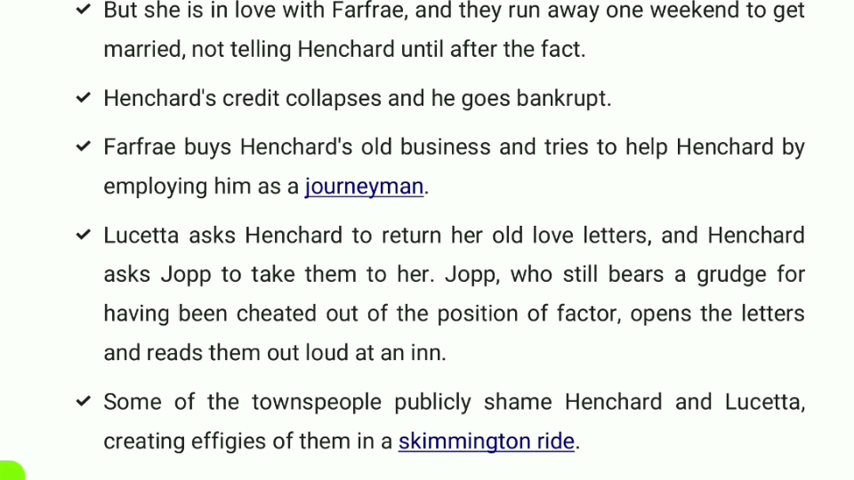 ✓ But she is in love with Farfrae, and they run away one weekend to get
married, not telling Henchard until after the fact.
✓ Henchard's credit collapses and he goes bankrupt.
✓ Farfrae buys Henchard's old business and tries to help Henchard by
employing him as a journeyman.
✓ Lucetta asks Henchard to return her old love letters, and Henchard
asks Jopp to take them to her. Jopp, who still bears a grudge for
having been cheated out of the position of factor, opens the letters
and reads them out loud at an inn.
✓ Some of the townspeople publicly shame Henchard and Lucetta,
creating effigies of them in a skimmington ride.